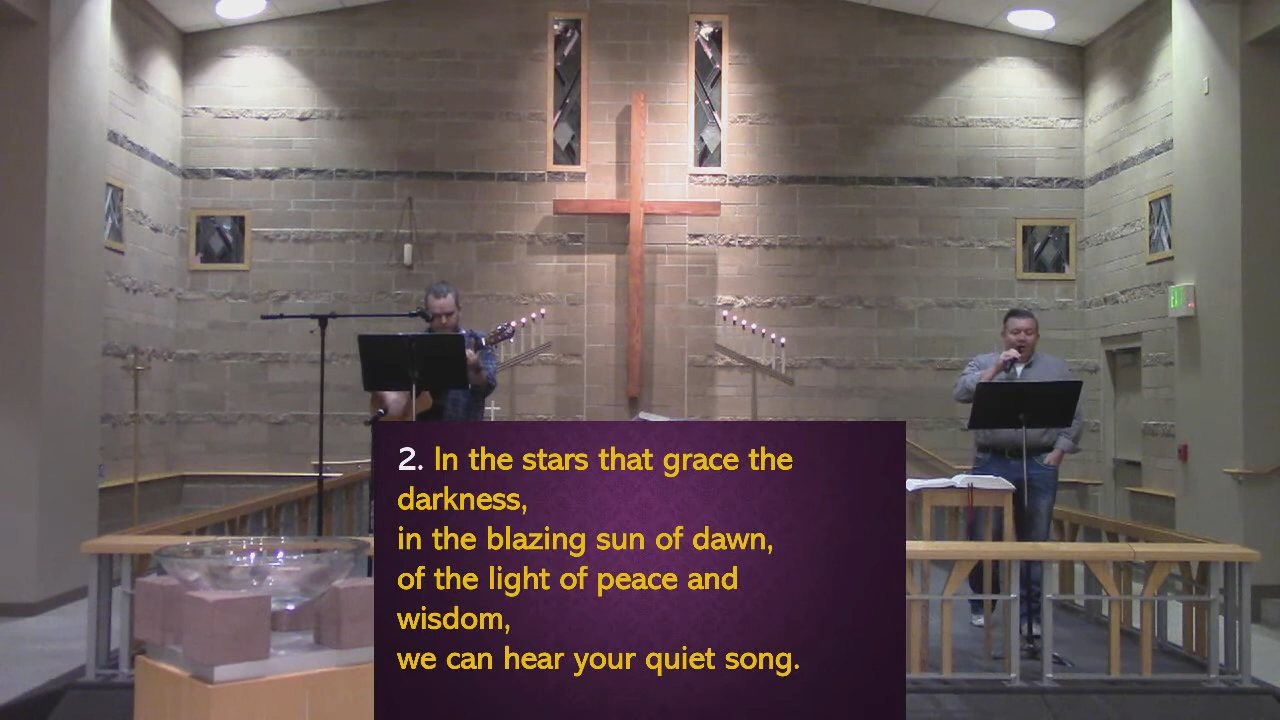 2. In the stars that grace the
darkness,
in the blazing sun of dawn,
of the light of peace and
wisdom,
we can hear your quiet song.